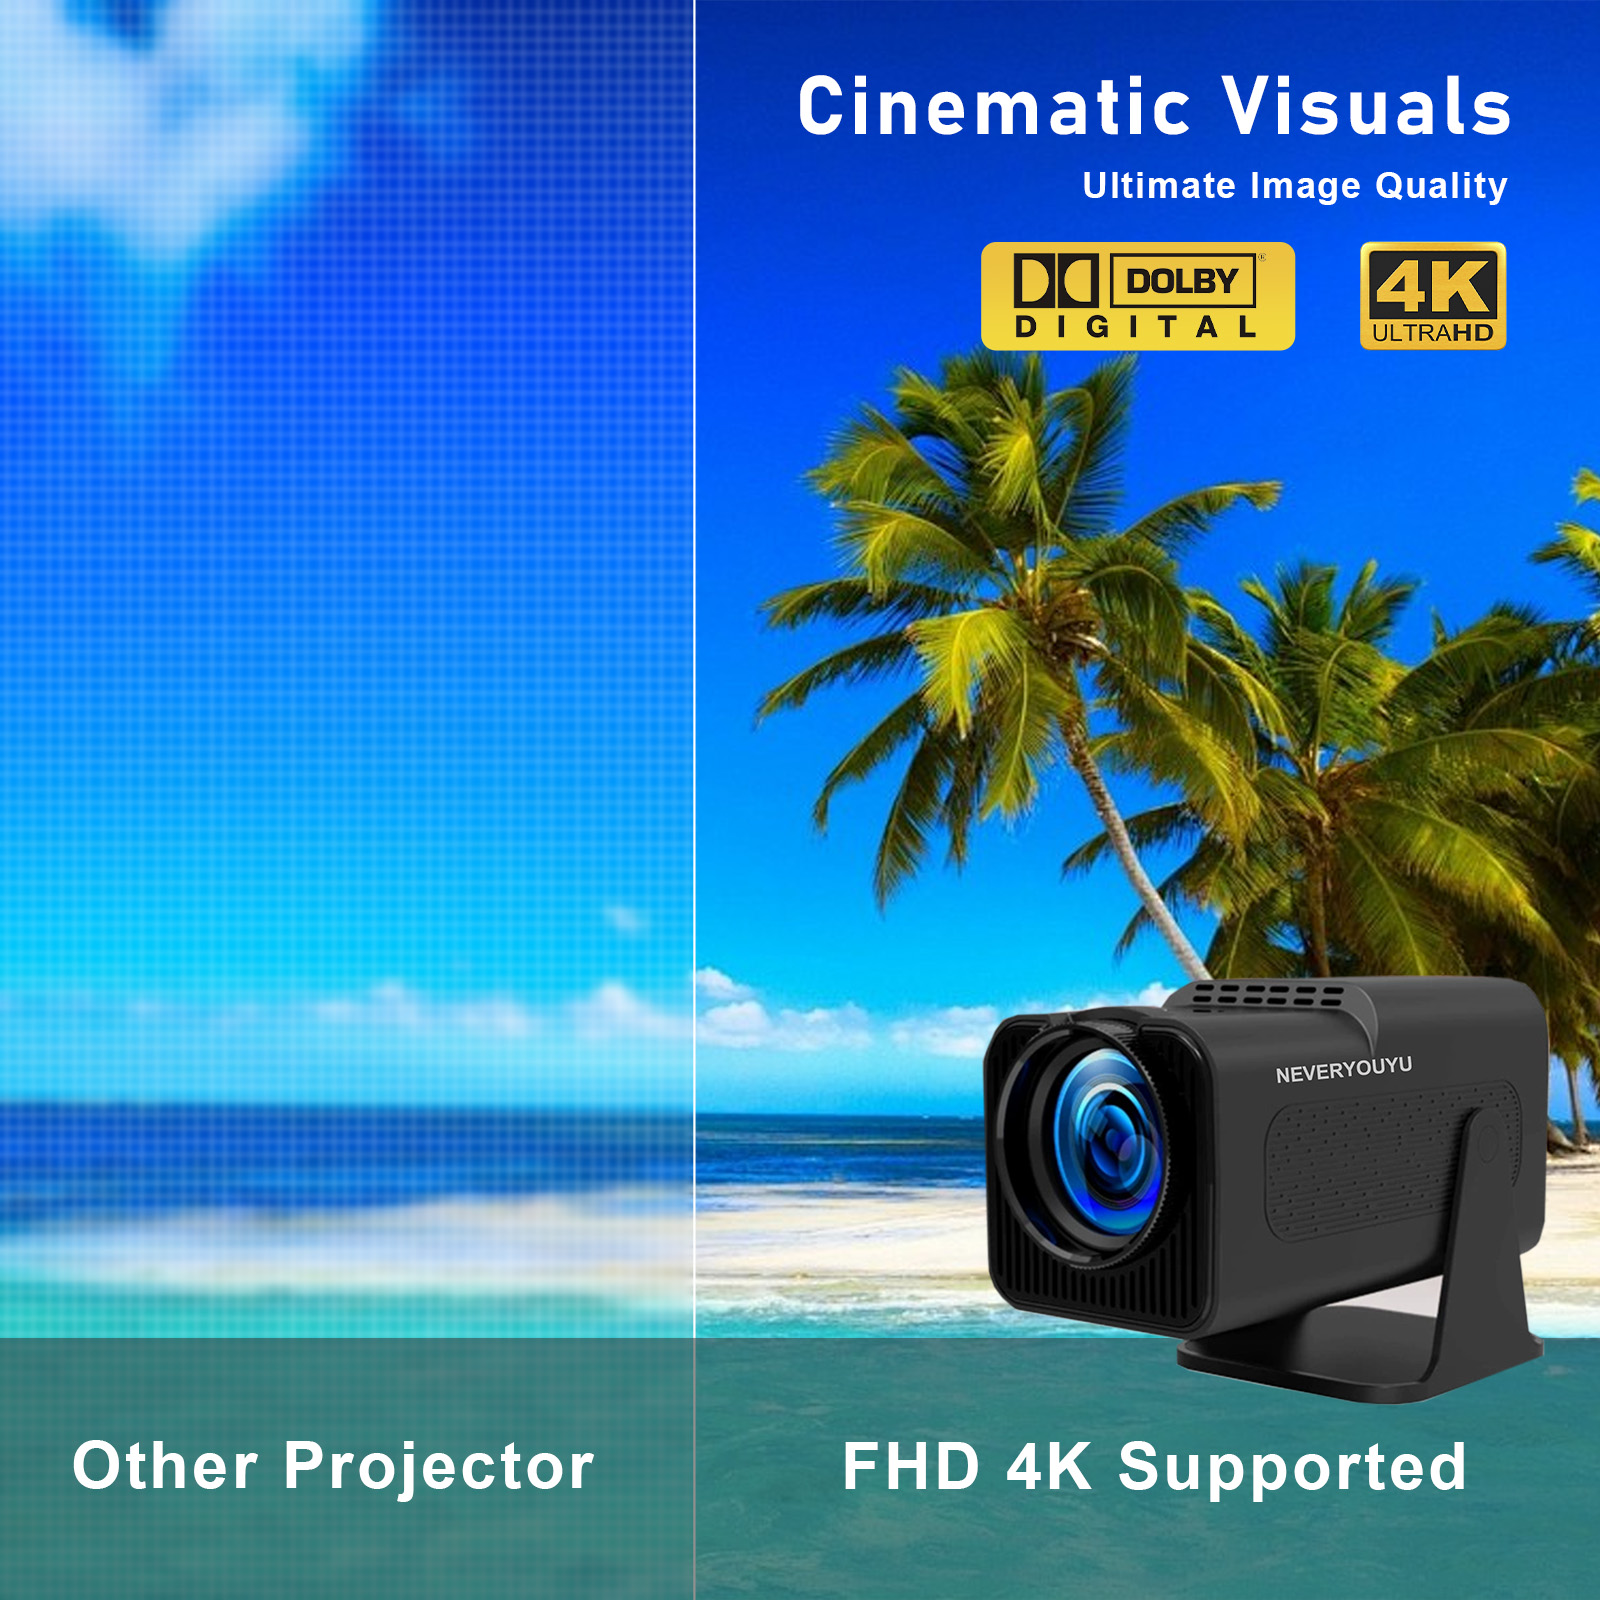 Cinematic Visuals
Ultimate Image Quality
DOLBY®
DIGITAL
4K
ULTRAHD
NEVERYOUYU
Other Projector
FHD 4K Supported